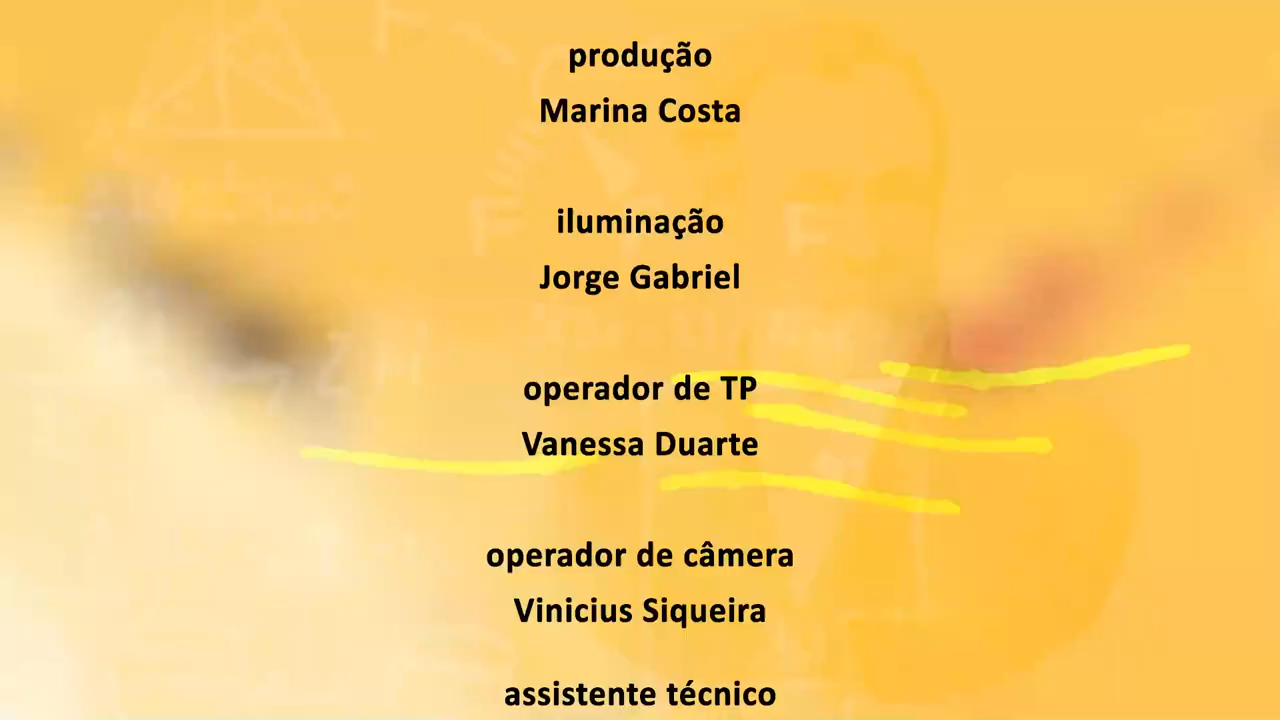 produção
Marina Costa
iluminação
Jorge Gabriel
operador de TP
Vanessa Duarte
operador de câmera
Vinicius Siqueira
assistente técnico